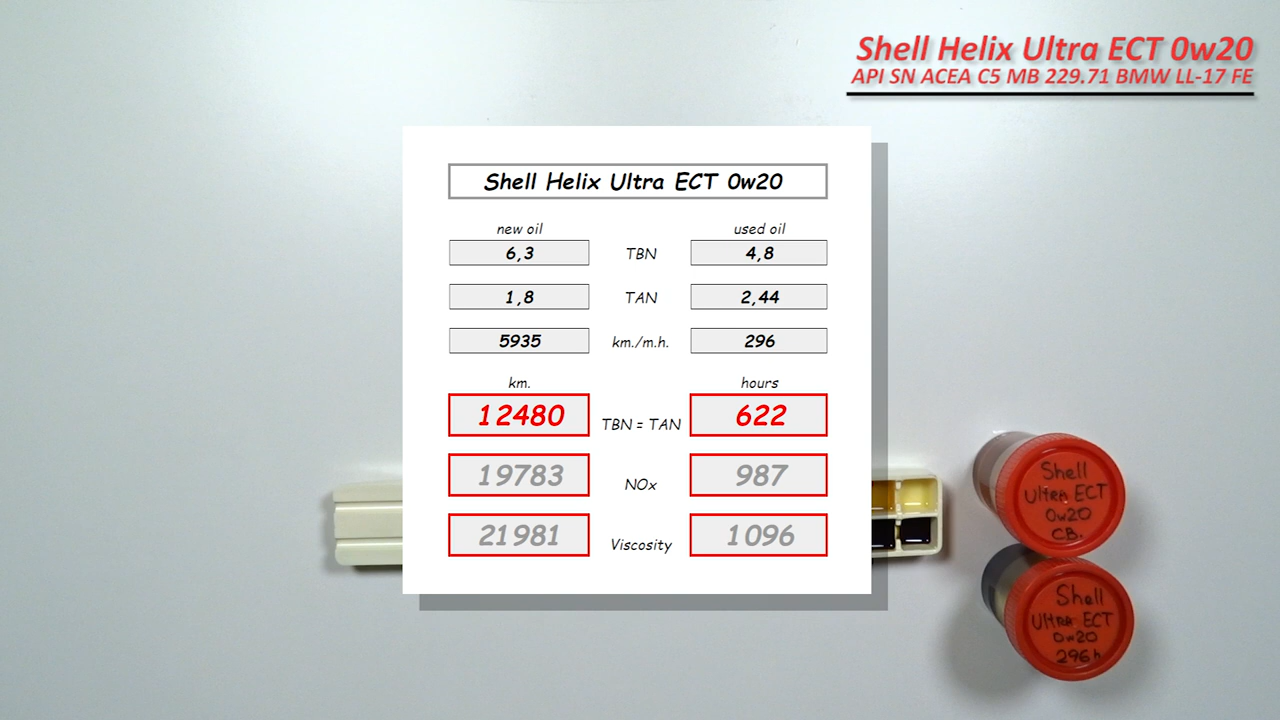 Shell Helix Ultra ECT 0w20
API SN ACEA C5 MB 229.71 BMW LL-17 FE
Shell Helix Ultra ECT 0w20
new oil used oil
6,3 TBN 4,8
1,8 TAN 2,44
5935 km./m.h. 296
km. hours
12480 TBN = TAN 622
19783 NOx 987
21981 Viscosity 1096
Shell
Ultra ECT
0w20
CB.
Shell
Ultra ECT
0w20
296h